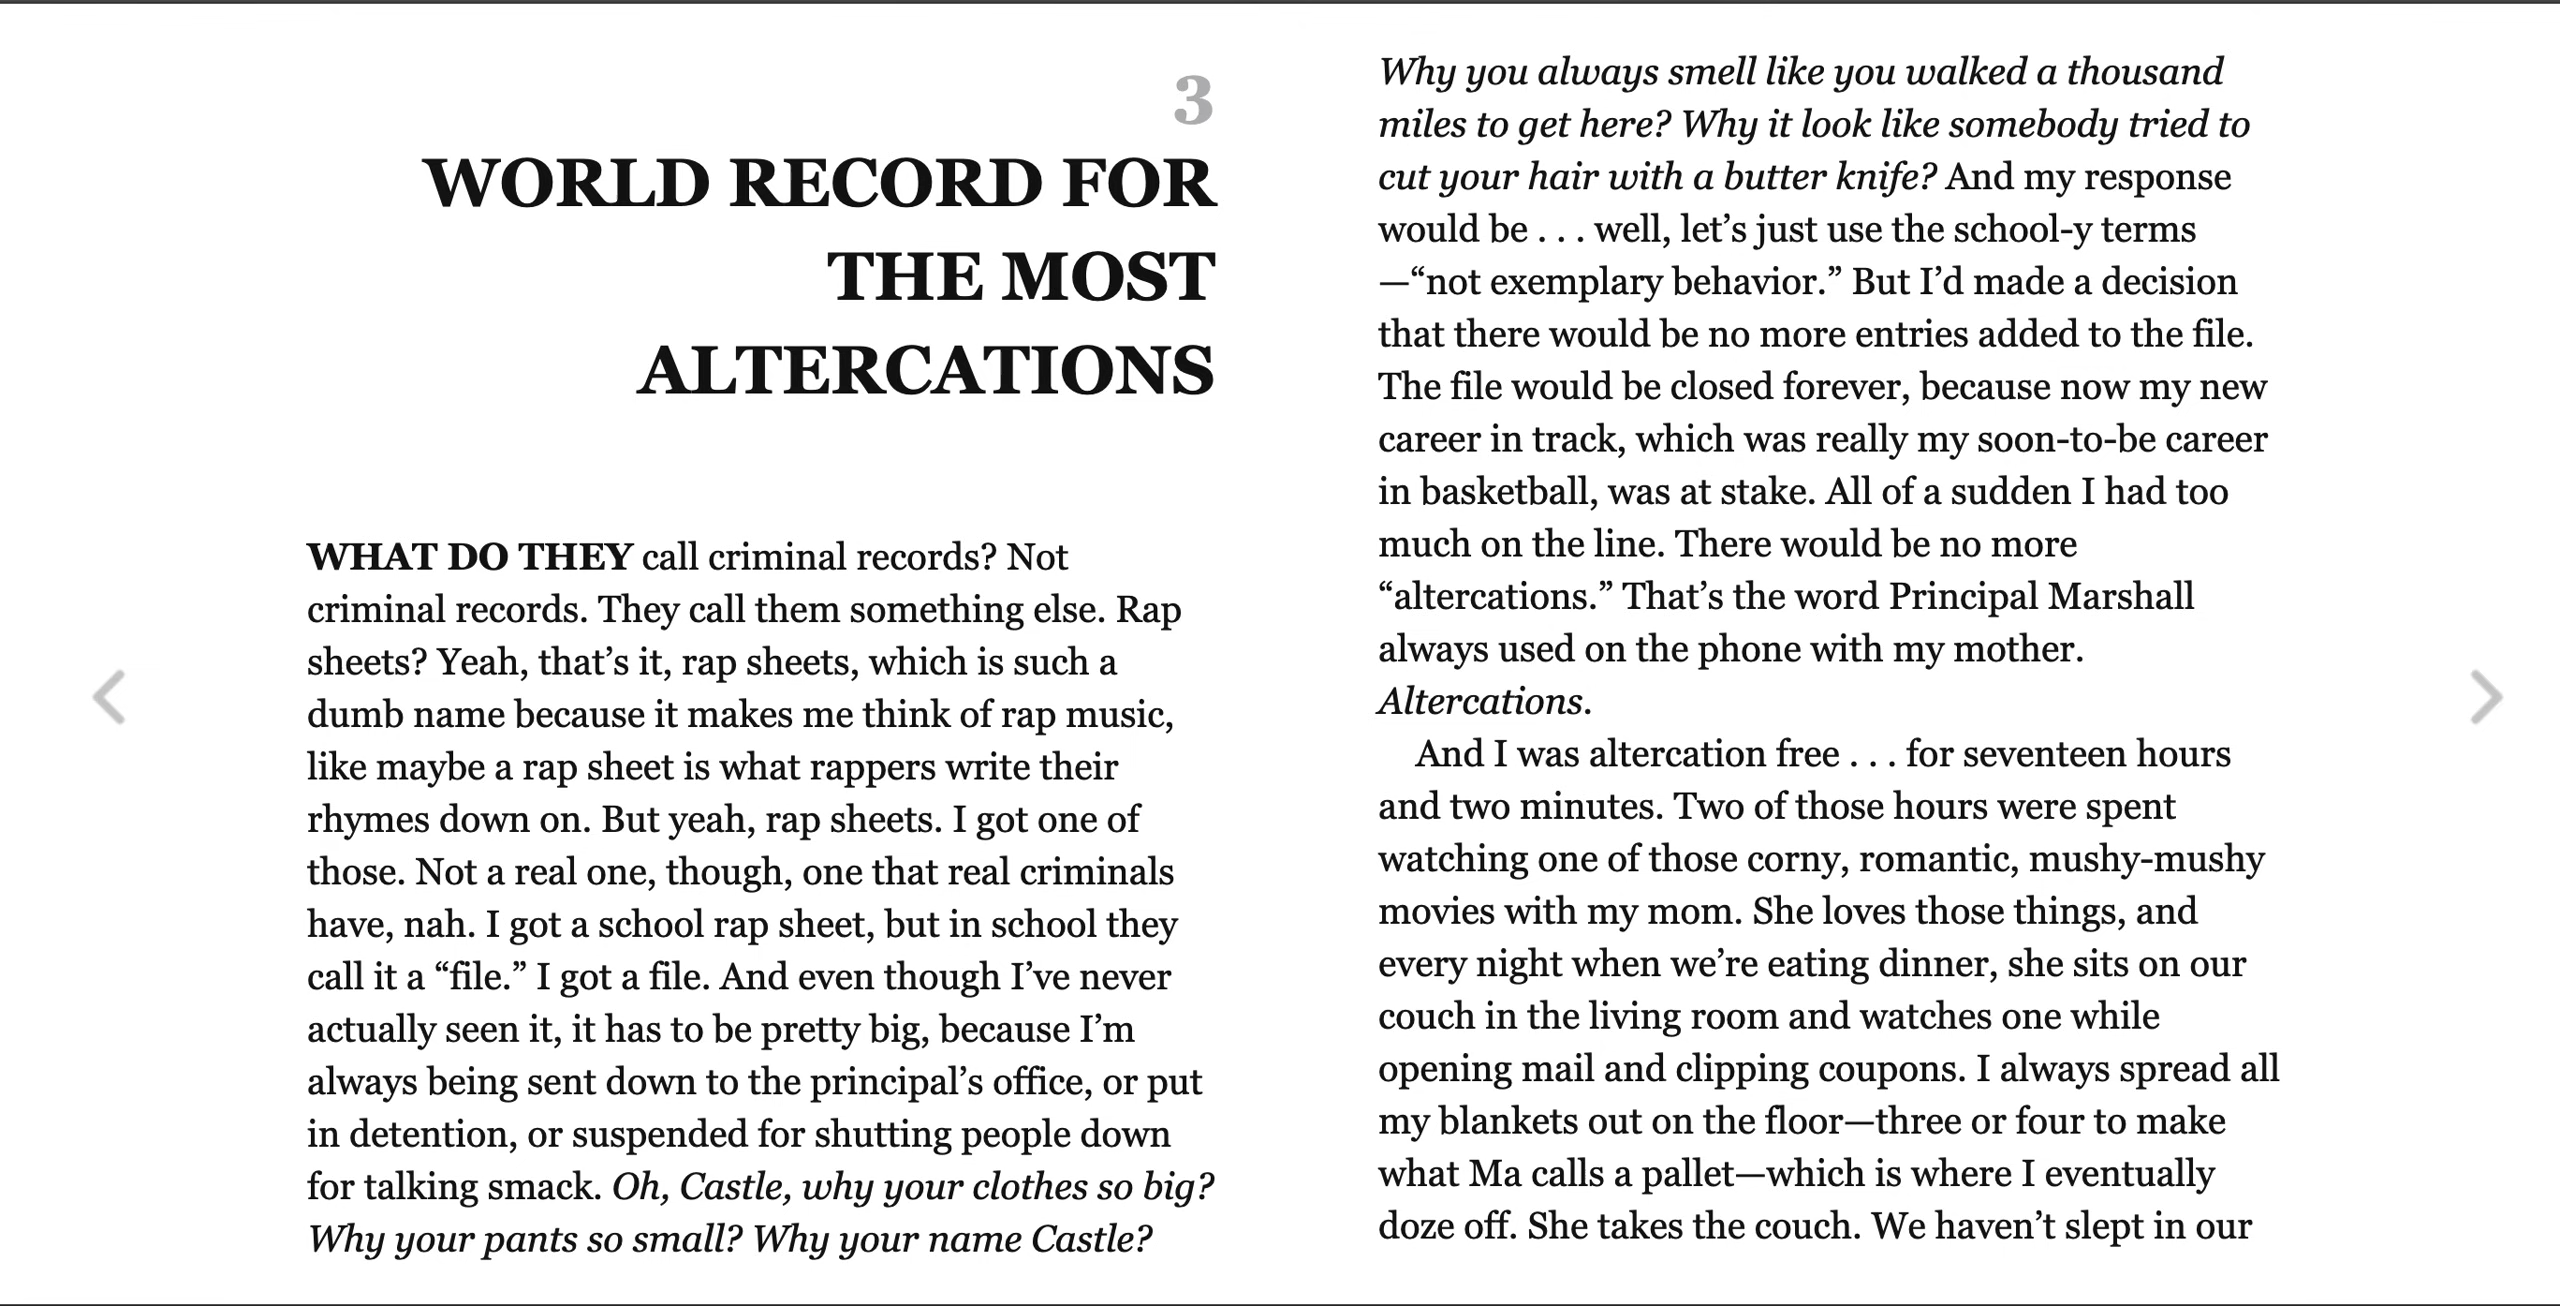 3
WORLD RECORD FOR
THE MOST
ALTERCATIONS
WHAT DO THEY call criminal records? Not
criminal records. They call them something else. Rap
sheets? Yeah, that’s it, rap sheets, which is such a
dumb name because it makes me think of rap music,
like maybe a rap sheet is what rappers write their
rhymes down on. But yeah, rap sheets. I got one of
those. Not a real one, though, one that real criminals
have, nah. I got a school rap sheet, but in school they
call it a “file.” I got a file. And even though I’ve never
actually seen it, it has to be pretty big, because I’m
always being sent down to the principal’s office, or put
in detention, or suspended for shutting people down
for talking smack. Oh, Castle, why your clothes so big?
Why your pants so small? Why your name Castle?
Why you always smell like you walked a thousand
miles to get here? Why it look like somebody tried to
cut your hair with a butter knife? And my response
would be . . . well, let’s just use the school-y terms
—“not exemplary behavior.” But I’d made a decision
that there would be no more entries added to the file.
The file would be closed forever, because now my new
career in track, which was really my soon-to-be career
in basketball, was at stake. All of a sudden I had too
much on the line. There would be no more
“altercations.” That’s the word Principal Marshall
always used on the phone with my mother.
Altercations.
And I was altercation free . . . for seventeen hours
and two minutes. Two of those hours were spent
watching one of those corny, romantic, mushy-mushy
movies with my mom. She loves those things, and
every night when we’re eating dinner, she sits on our
couch in the living room and watches one while
opening mail and clipping coupons. I always spread all
my blankets out on the floor—three or four to make
what Ma calls a pallet—which is where I eventually
doze off. She takes the couch. We haven’t slept in our